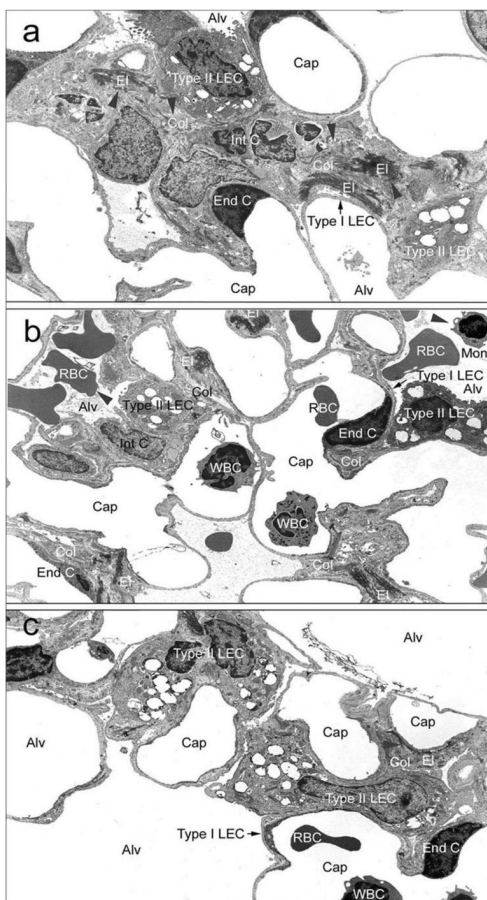 a
Alv
Type II LEC
Cap
El
Col
Int C
Col
El
End C
El
Type I LEC
Type II LEC
Cap
Alv
b
El
Mon
RBC
El
RBC
Type I LEC
Alv
Type II LEC
Col
Alv
RBC
Type II LEC
Int C
End C
WBC
Cap
Col
Cap
WBC
Col
End C
El
Col
El
c
Type II LEC
Alv
Cap
Alv
Cap
Cap
Col
El
Type II LEC
Type I LEC
RBC
Alv
End C
Cap
WBC